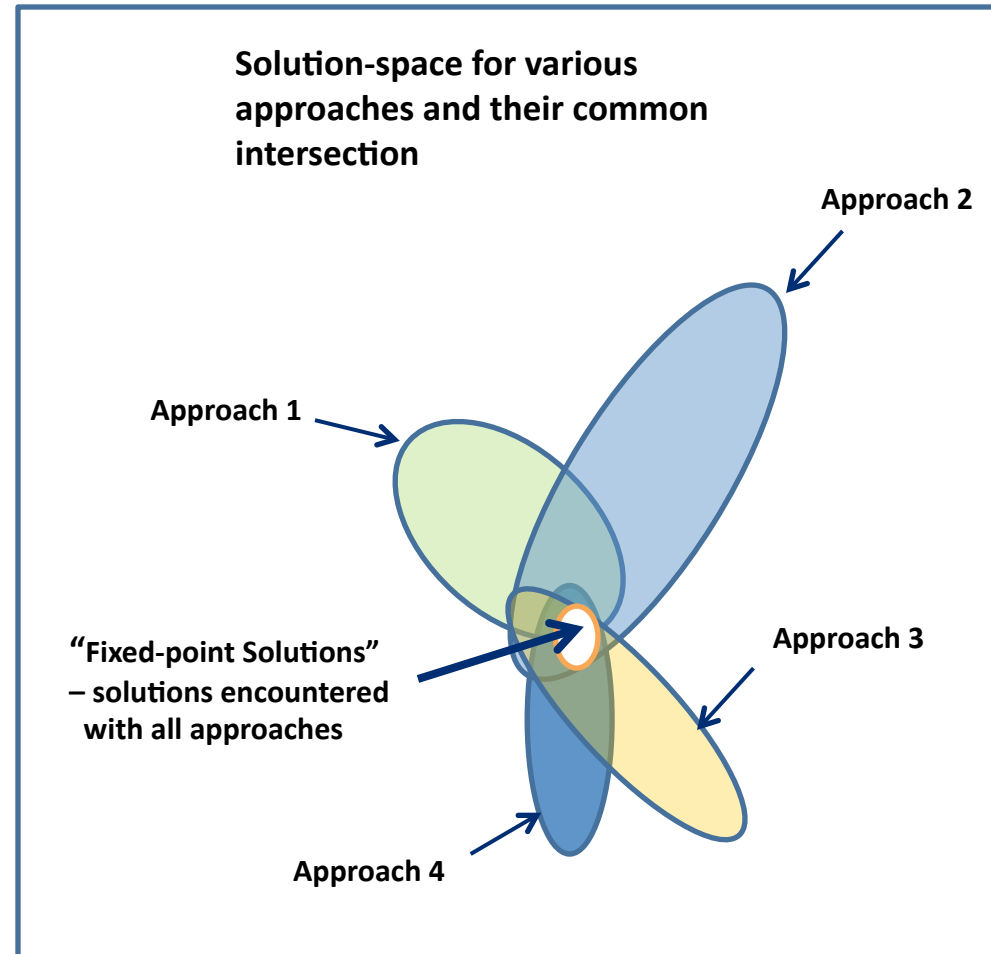 Solution-space for various
approaches and their common
intersection
Approach 2
Approach 1
“Fixed-point Solutions”
– solutions encountered
with all approaches
Approach 3
Approach 4